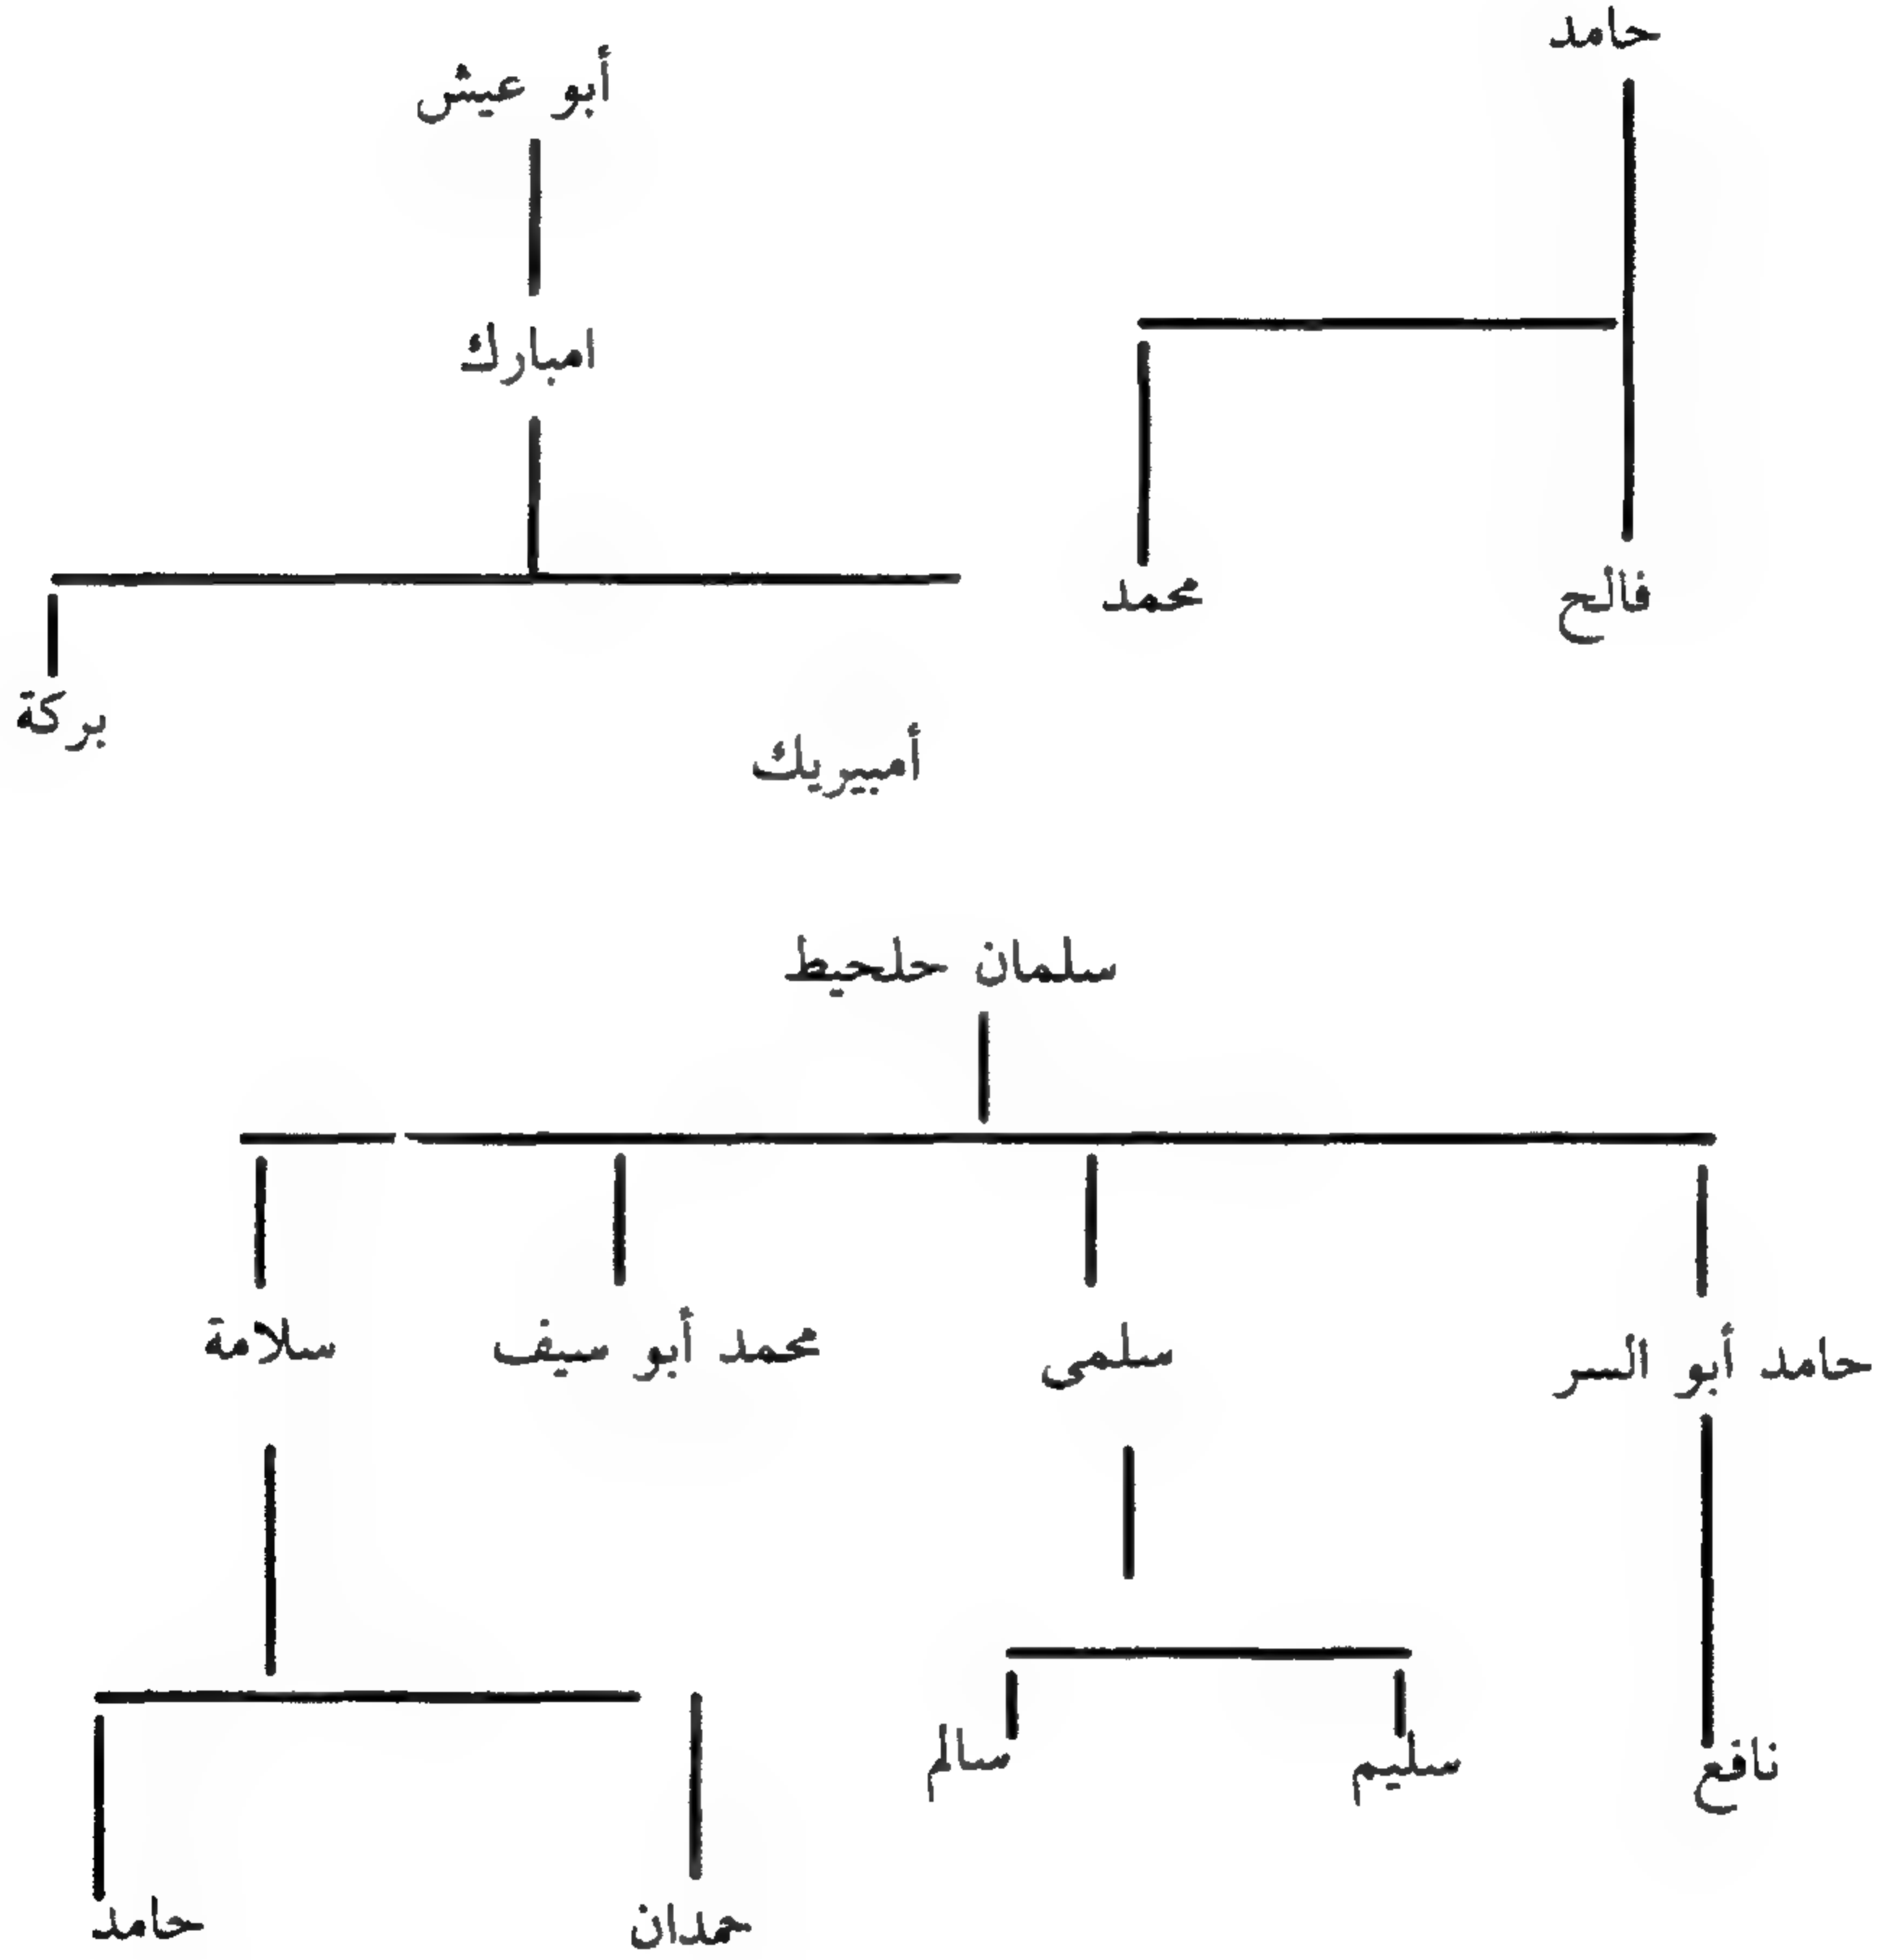 حامد
أبو عيش
امبارك
محمد
فالح
بركة
أمبيريك
سلمان حلحيط
حامد أبو السر
سلمى
محمد أبو سيف
سلامة
نافع
سليم
سالم
حمدان
حامد